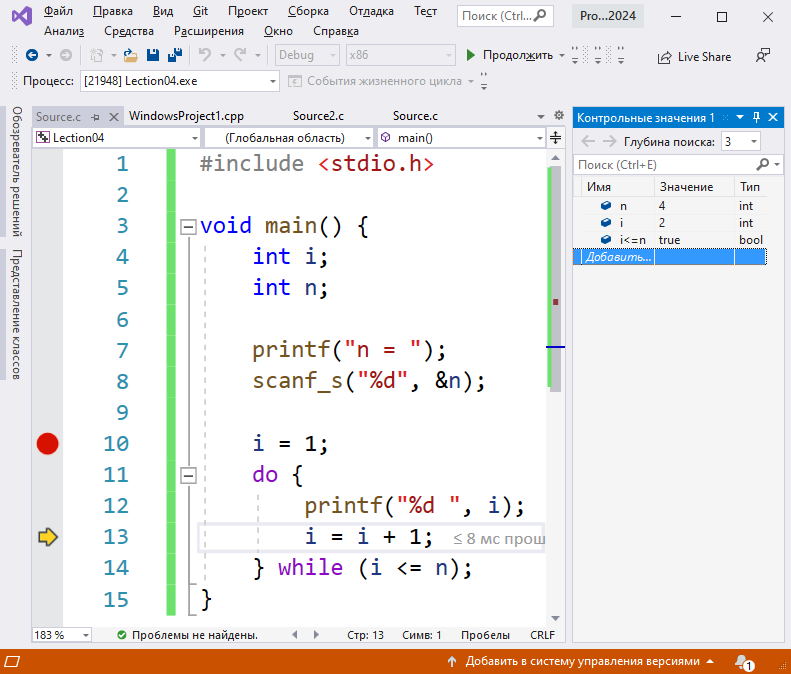 Файл Правка Вид Git Проект Сборка Отладка Тест Поиск (Ctrl... Pro...2024
Анализ Средства Расширения Окно Справка
Debug x86 Продолжить Live Share
Процесс: [21948] Lection04.exe События жизненного цикла
Обозреватель решений
Представление классов
Source.c WindowsProject1.cpp Source2.c Source.c
Lection04 (Глобальная область) main()
1 #include <stdio.h>
2
3 void main() {
4 int i;
5 int n;
6
7 printf("n = ");
8 scanf_s("%d", &n);
9
10 i = 1;
11 do {
12 printf("%d ", i);
13 i = i + 1; ≤ 8 мс прош
14 } while (i <= n);
15 }
183 % Проблемы не найдены. Стр: 13 Симв: 1 Пробелы CRLF
Контрольные значения 1
Глубина поиска: 3
Поиск (Ctrl+E)
Имя Значение Тип
n 4 int
i 2 int
i<=n true bool
Добавить...
Добавить в систему управления версиями 1